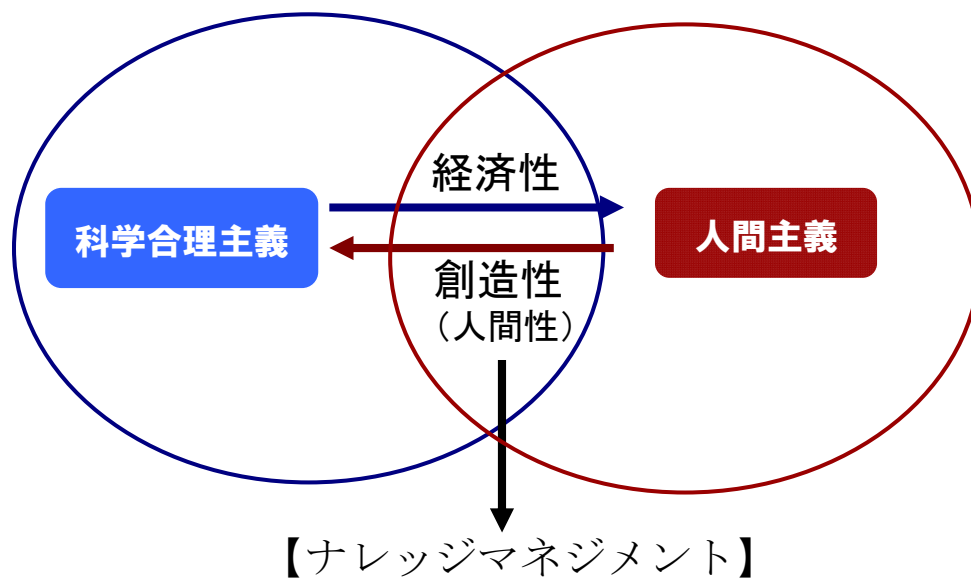 経済性
科学合理主義
人間主義
創造性
（人間性）
【ナレッジマネジメント】